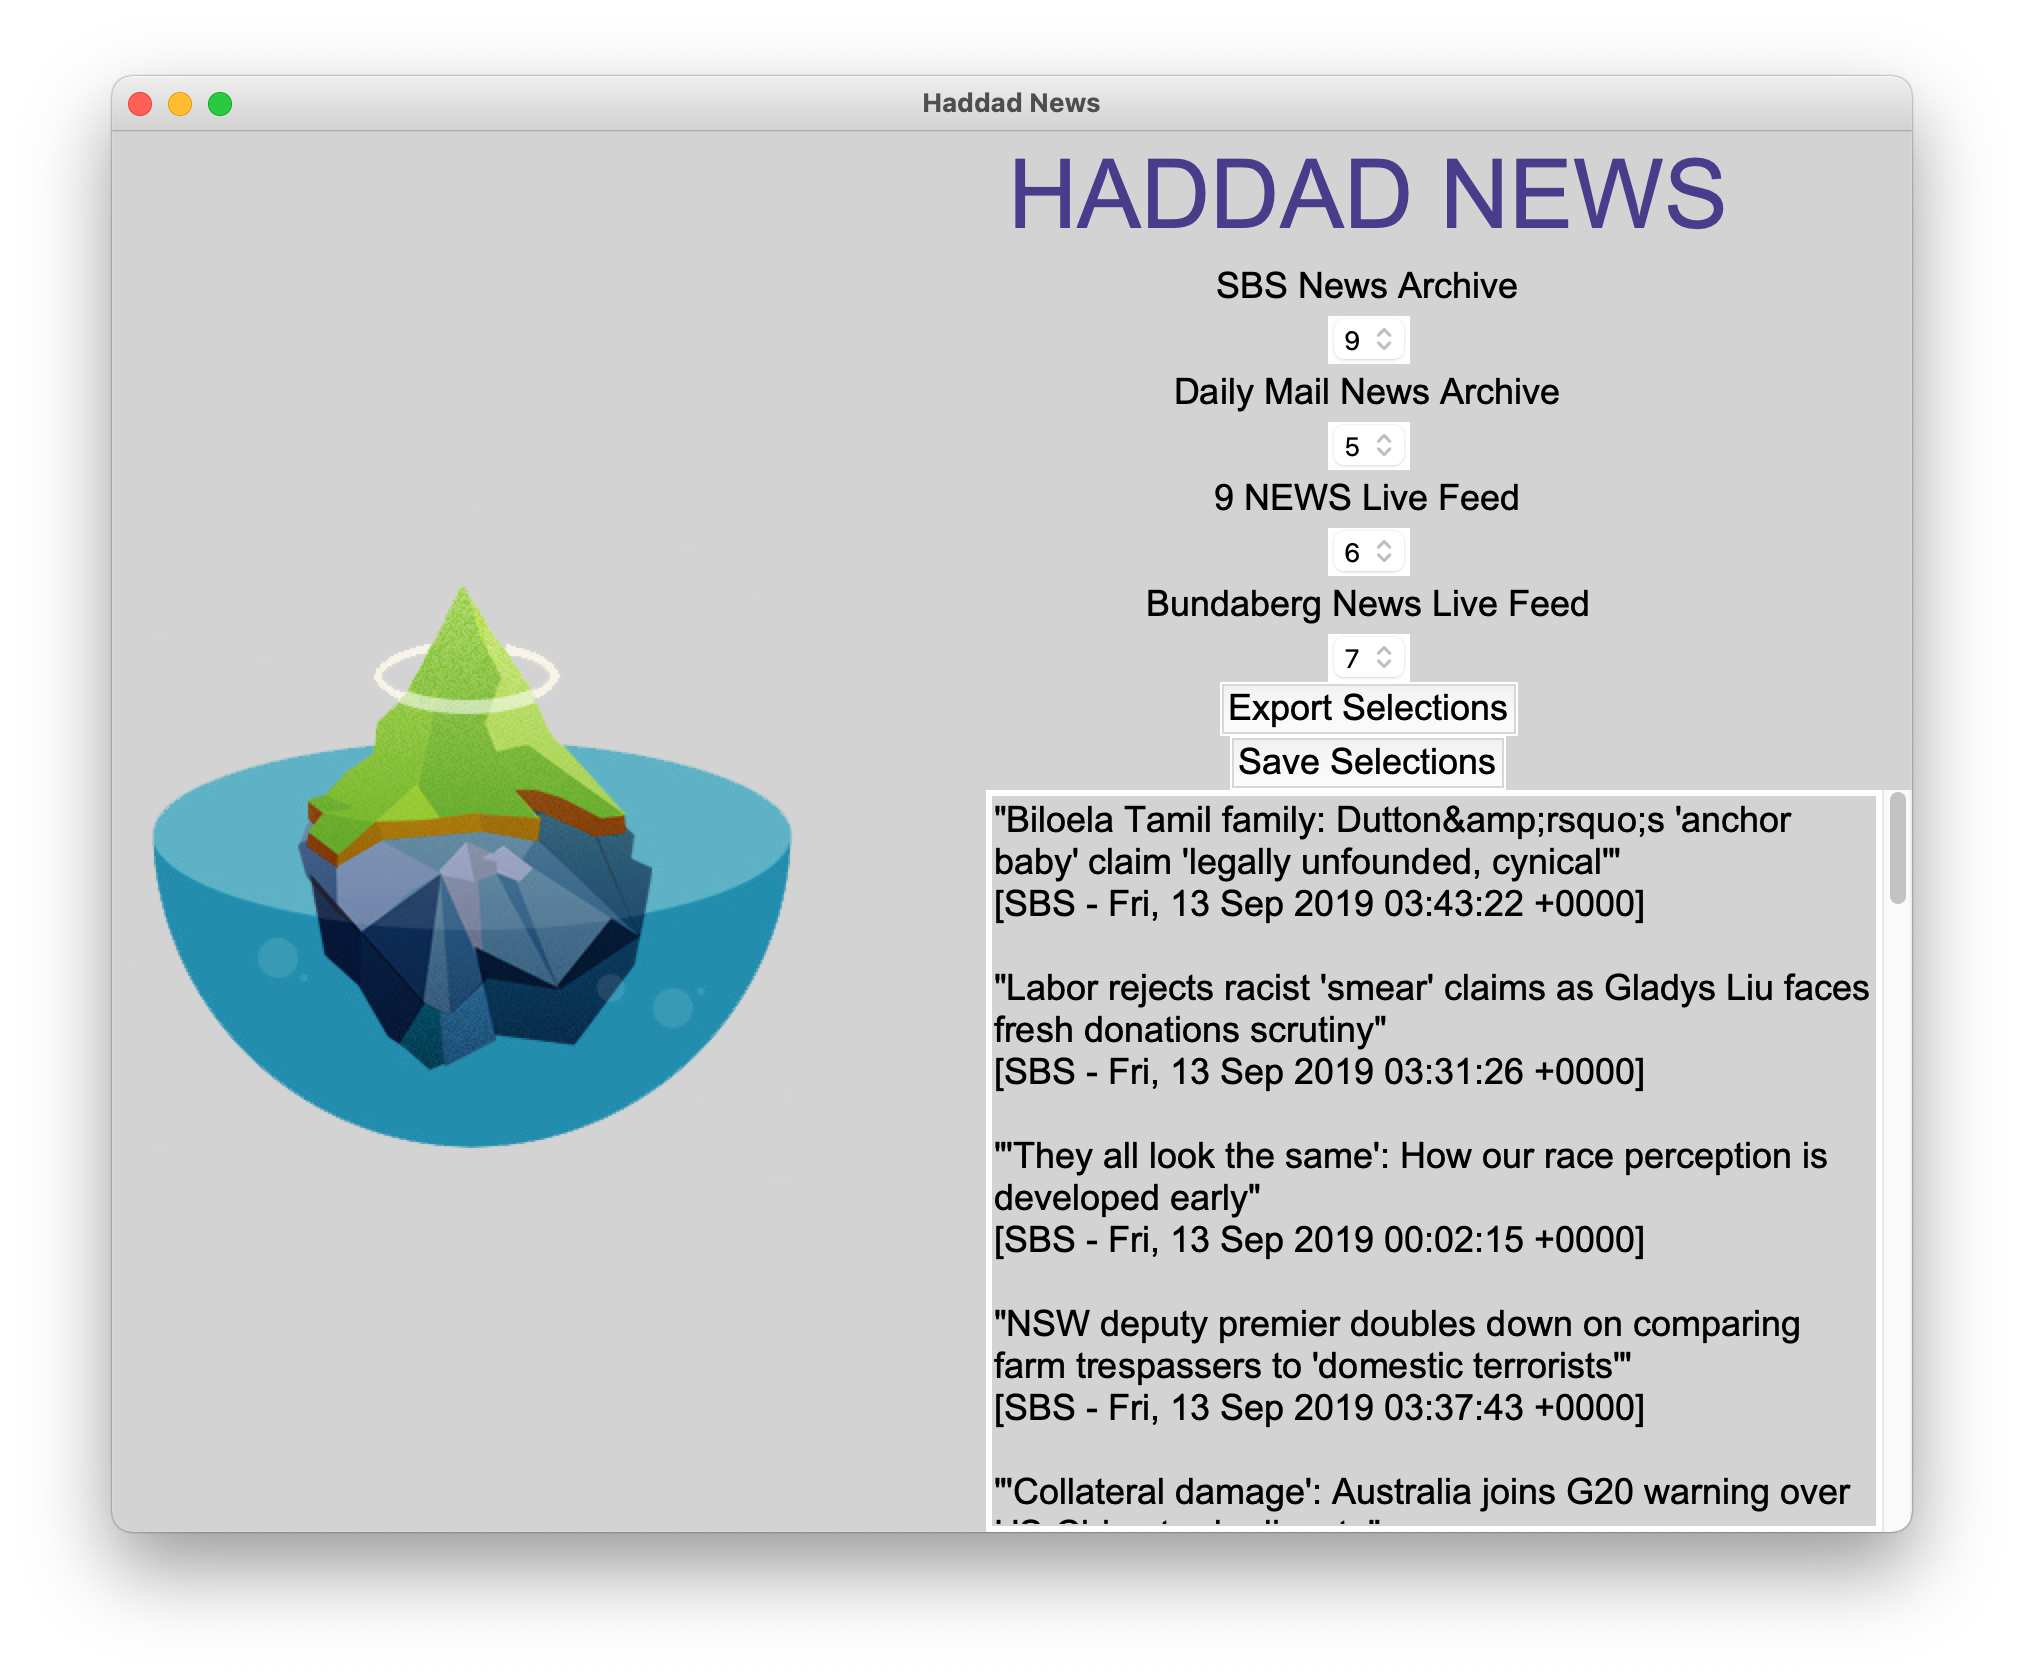 Haddad News
HADDAD NEWS
SBS News Archive
9
Daily Mail News Archive
5
9 NEWS Live Feed
6
Bundaberg News Live Feed
7
Export Selections
Save Selections
"Biloela Tamil family: Dutton&amp;rsquo;s 'anchor
baby' claim 'legally unfounded, cynical'"
[SBS - Fri, 13 Sep 2019 03:43:22 +0000]
"Labor rejects racist 'smear' claims as Gladys Liu faces
fresh donations scrutiny"
[SBS - Fri, 13 Sep 2019 03:31:26 +0000]
"'They all look the same': How our race perception is
developed early"
[SBS - Fri, 13 Sep 2019 00:02:15 +0000]
"NSW deputy premier doubles down on comparing
farm trespassers to 'domestic terrorists'"
[SBS - Fri, 13 Sep 2019 03:37:43 +0000]
"'Collateral damage': Australia joins G20 warning over